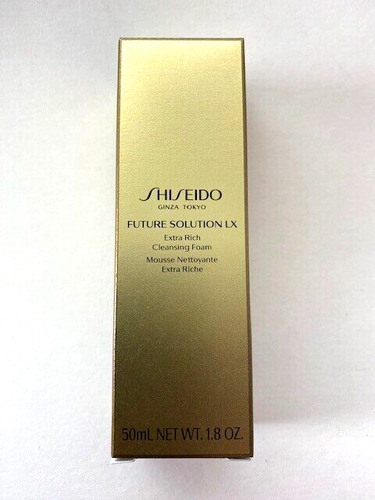 SHISEIDO
GINZA TOKYO
FUTURE SOLUTION LX
Extra Rich
Cleansing Foam
Mousse Nettoyante
Extra Riche
50mL NET WT. 1.8 OZ.